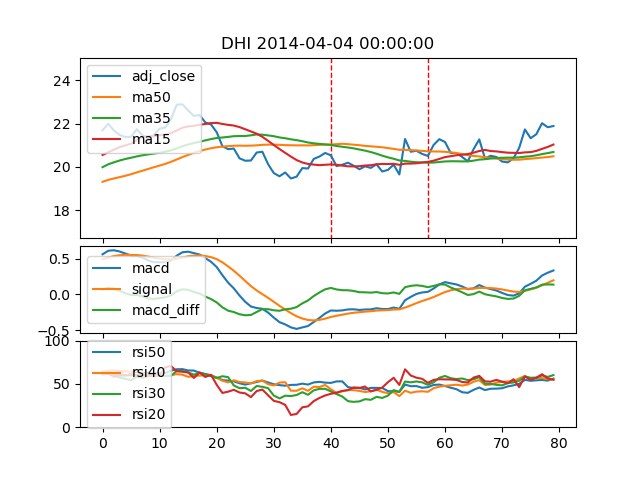 DHI 2014-04-04 00:00:00
24
22
20
18
adj_close
ma50
ma35
ma15
0.5
0.0
−0.5
macd
signal
macd_diff
100
50
0
rsi50
rsi40
rsi30
rsi20
0 10 20 30 40 50 60 70 80